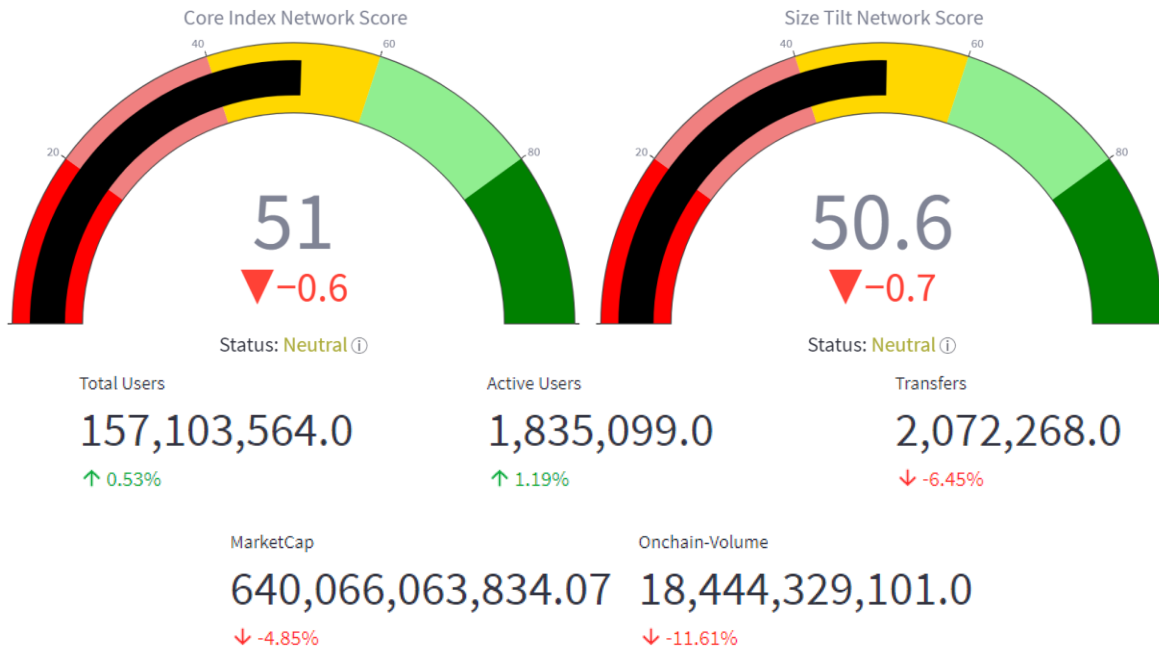 Core Index Network Score
20
40
60
80
51
▼−0.6
Status: Neutral ⓘ
Size Tilt Network Score
20
40
60
80
50.6
▼−0.7
Status: Neutral ⓘ
Total Users
157,103,564.0
↑ 0.53%
Active Users
1,835,099.0
↑ 1.19%
Transfers
2,072,268.0
↓ -6.45%
MarketCap
640,066,063,834.07
↓ -4.85%
Onchain-Volume
18,444,329,101.0
↓ -11.61%